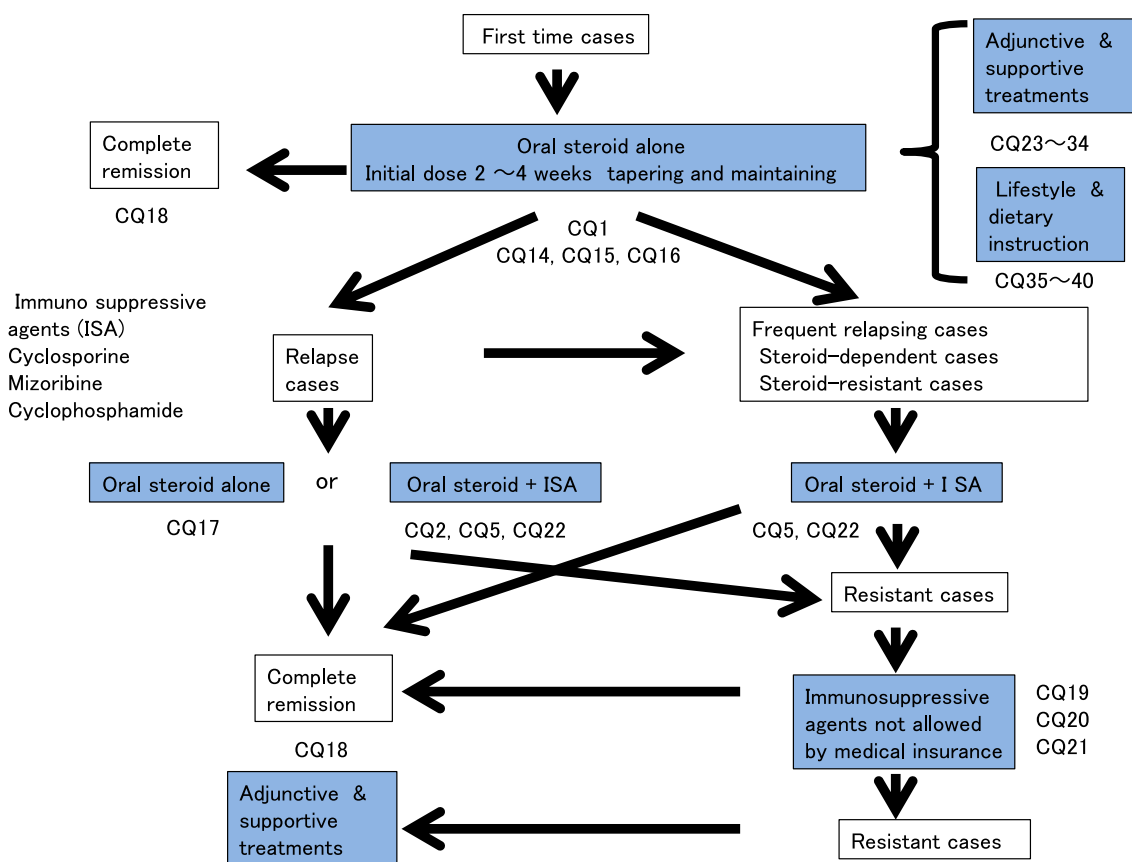 First time cases
Adjunctive &
supportive
treatments
CQ23～34
Lifestyle &
dietary
instruction
CQ35～40
Complete
remission
CQ18
Oral steroid alone
Initial dose 2 ～4 weeks tapering and maintaining
CQ1
CQ14, CQ15, CQ16
Immuno suppressive
agents (ISA)
Cyclosporine
Mizoribine
Cyclophosphamide
Relapse
cases
Frequent relapsing cases
Steroid-dependent cases
Steroid-resistant cases
Oral steroid alone
or
Oral steroid + ISA
Oral steroid + I SA
CQ17
CQ2, CQ5, CQ22
CQ5, CQ22
Resistant cases
Complete
remission
CQ18
Immunosuppressive
agents not allowed
by medical insurance
CQ19
CQ20
CQ21
Adjunctive &
supportive
treatments
Resistant cases